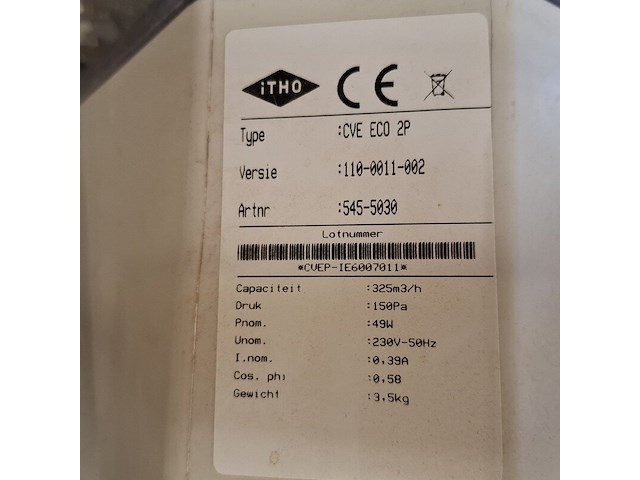 iTHO CE
Type :CVE ECO 2P
Versie :110-0011-002
Artnr :545-5030
Lotnummer
*CVEP-IE6007011*
Capaciteit :325m3/h
Druk :150Pa
Pnom. :49W
Unom. :230V-50Hz
I.nom. :0,39A
Cos. phi :0,58
Gewicht :3,5kg